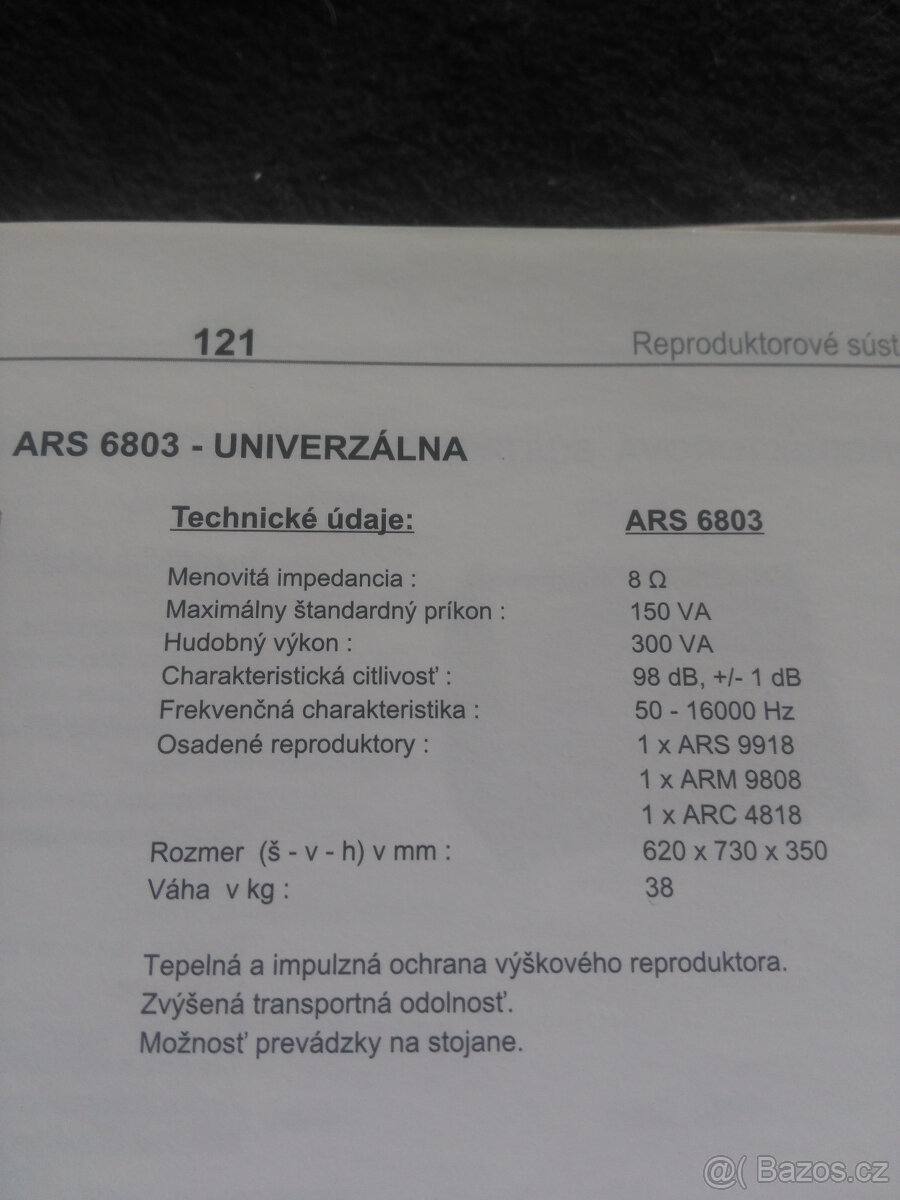 121 Reproduktorové súst
ARS 6803 - UNIVERZÁLNA
Technické údaje: ARS 6803
Menovitá impedancia : 8 Ω
Maximálny štandardný príkon : 150 VA
Hudobný výkon : 300 VA
Charakteristická citlivosť : 98 dB, +/- 1 dB
Frekvenčná charakteristika : 50 - 16000 Hz
Osadené reproduktory : 1 x ARS 9918
1 x ARM 9808
1 x ARC 4818
Rozmer (š - v - h) v mm : 620 x 730 x 350
Váha v kg : 38
Tepelná a impulzná ochrana výškového reproduktora.
Zvýšená transportná odolnosť.
Možnosť prevádzky na stojane.
@( Bazos.cz